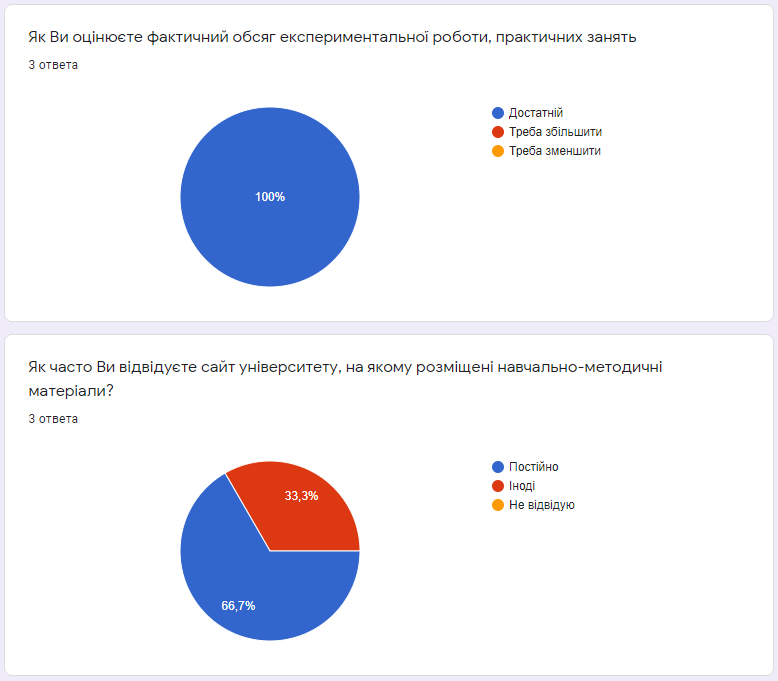 Як Ви оцінюєте фактичний обсяг експериментальної роботи, практичних занять
3 ответа
100%
Достатній
Треба збільшити
Треба зменшити
Як часто Ви відвідуєте сайт університету, на якому розміщені навчально-методичні
матеріали?
3 ответа
33,3%
66,7%
Постійно
Іноді
Не відвідую